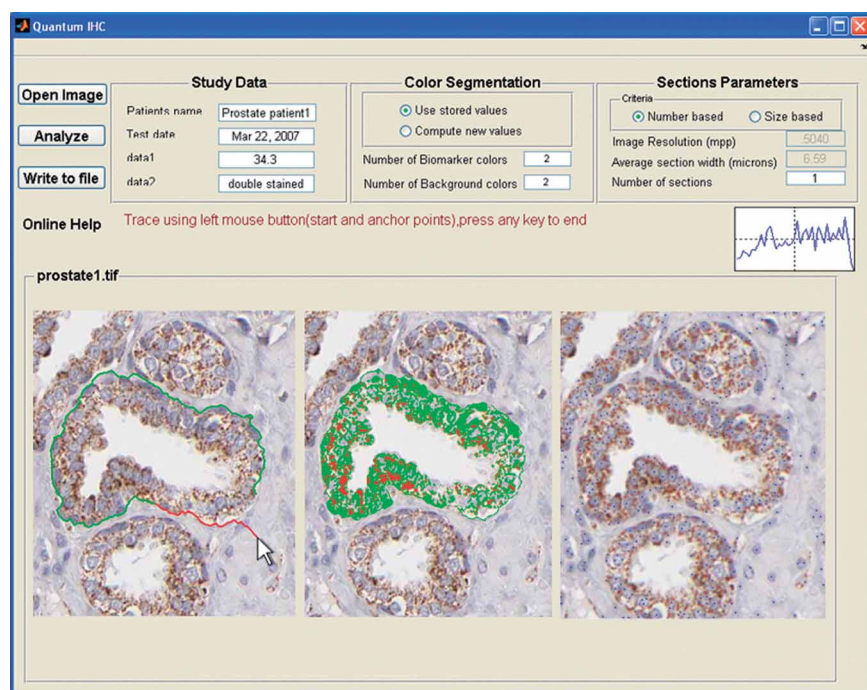 Quantum IHC
Open Image
Analyze
Write to file
Online Help
Study Data
Patients name Prostate patient1
Test date Mar 22, 2007
data1 34.3
data2 double stained
Color Segmentation
Use stored values
Compute new values
Number of Biomarker colors 2
Number of Background colors 2
Sections Parameters
Criteria
Number based Size based
Image Resolution (mpp) .5040
Average section width (microns) 6.59
Number of sections 1
Trace using left mouse button(start and anchor points),press any key to end
prostate1.tif